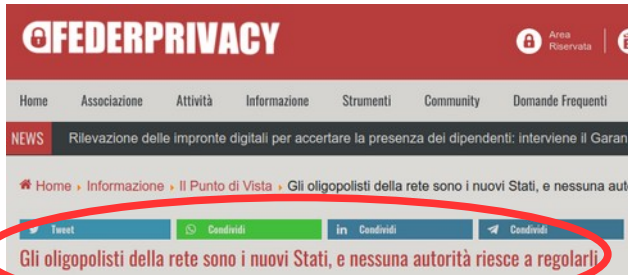 FEDERPRIVACY
Area
Riservata
Home Associazione Attività Informazione Strumenti Community Domande Frequenti
NEWS Rilevazione delle impronte digitali per accertare la presenza dei dipendenti: interviene il Garan
Home Informazione Il Punto di Vista Gli oligopolisti della rete sono i nuovi Stati, e nessuna aut
Tweet Condividi Condividi Condividi
Gli oligopolisti della rete sono i nuovi Stati, e nessuna autorità riesce a regolarli